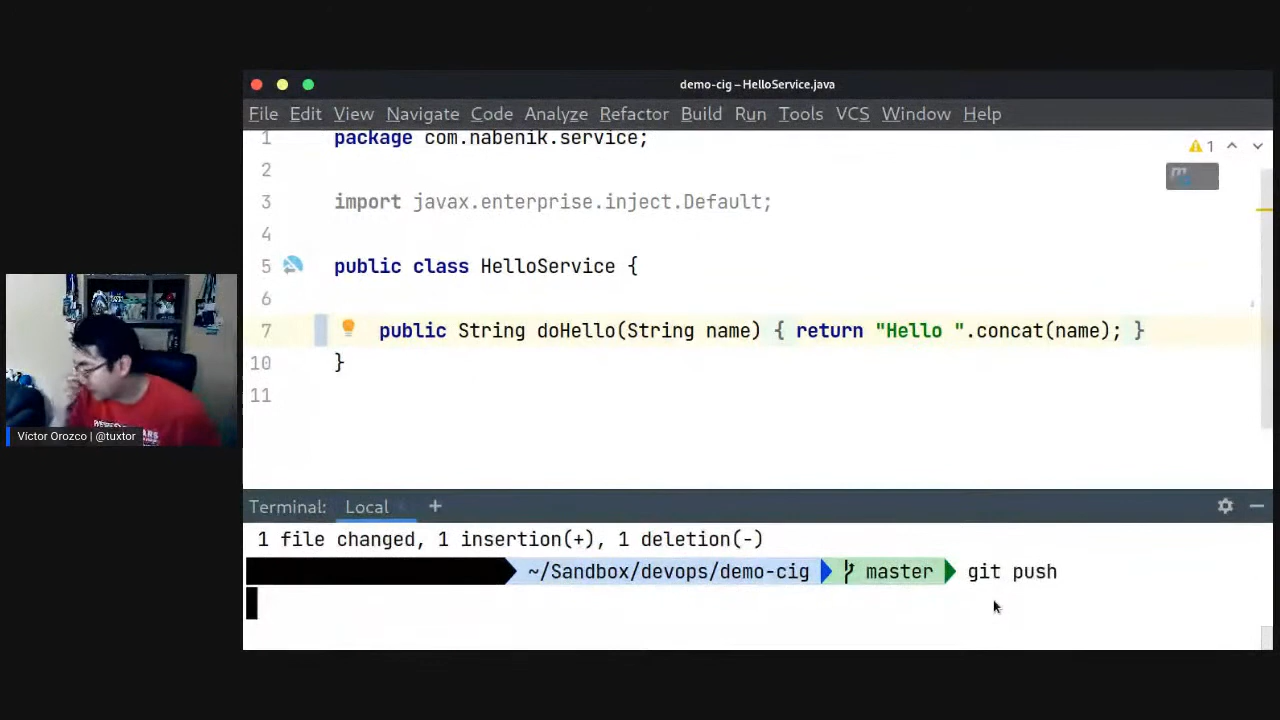 demo-cig – HelloService.java
File Edit View Navigate Code Analyze Refactor Build Run Tools VCS Window Help
1 package com.nabenik.service;
1
2
3 import javax.enterprise.inject.Default;
4
5 public class HelloService {
6
7 public String doHello(String name) { return "Hello ".concat(name); }
10 }
11
Víctor Orozco | @tuxtor
Terminal: Local +
1 file changed, 1 insertion(+), 1 deletion(-)
~/Sandbox/devops/demo-cig master git push